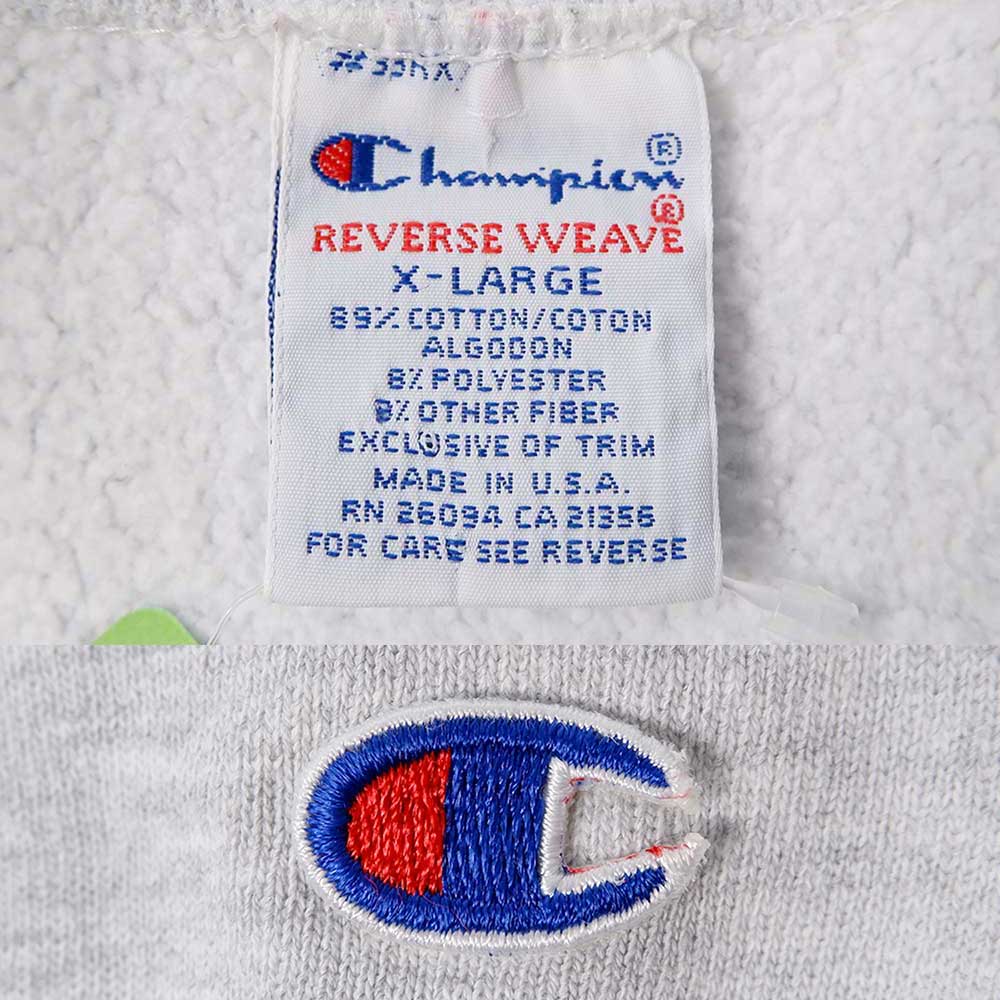 Champion®
REVERSE WEAVE®
X-LARGE
89% COTTON/COTON
ALGODON
8% POLYESTER
OTHER FIBER
EXCLUSIVE OF TRIM
MADE IN U.S.A.
RN 26094 CA 21356
FOR CARE SEE REVERSE
C